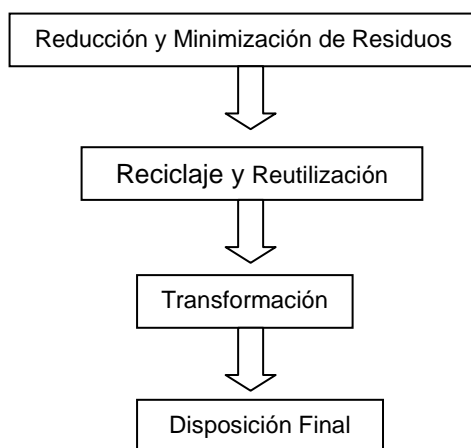 Reducción y Minimización de Residuos
Reciclaje y Reutilización
Transformación
Disposición Final